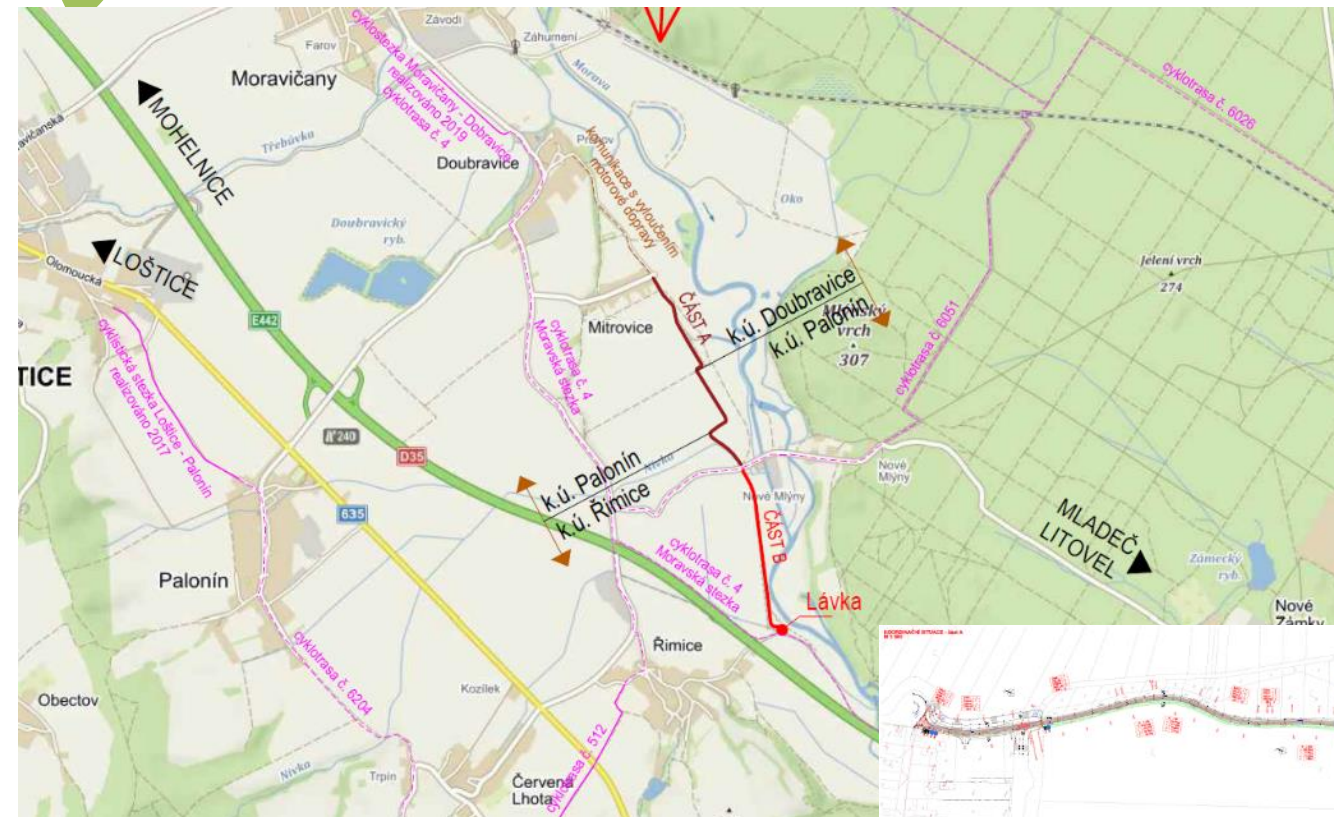 Závodí
Farov
Záhumení
Moravičany
cyklostezka Moravičany - Dobravice
realizováno 2019
cyklotrasa č. 4
Morava
cyklotrasa č. 6026
MOHELNICE
Třebůvka
Doubravice
komunikace s vyloučením
motorové dopravy
Oko
Doubravický
ryb.
LOŠTICE
Olomoucká
Jelení vrch
274
E442
Mitrovice
ČÁST A
k.ú. Doubravice
k.ú. Palonín
vrch
307
cyklotrasa č. 6051
TICE
cyklistická stezka Loštice - Palonín
realizováno 2017
cyklotrasa č. 4
Moravská stezka
240
D35
k.ú. Palonín
k.ú. Řimice
Nivka
635
Nové Mlýny
Nové
Mlýny
ČÁST B
MLADEČ
LITOVEL
Zámecký
ryb.
cyklotrasa č. 4
Moravská stezka
Palonín
Lávka
Nové
Zámky
KOORDINAČNÍ SITUACE - část A
Řimice
Kozílek
Obectov
cyklotrasa č. 6204
cyklotrasa č. 512
Nivka
Trpín
Červená
Lhota